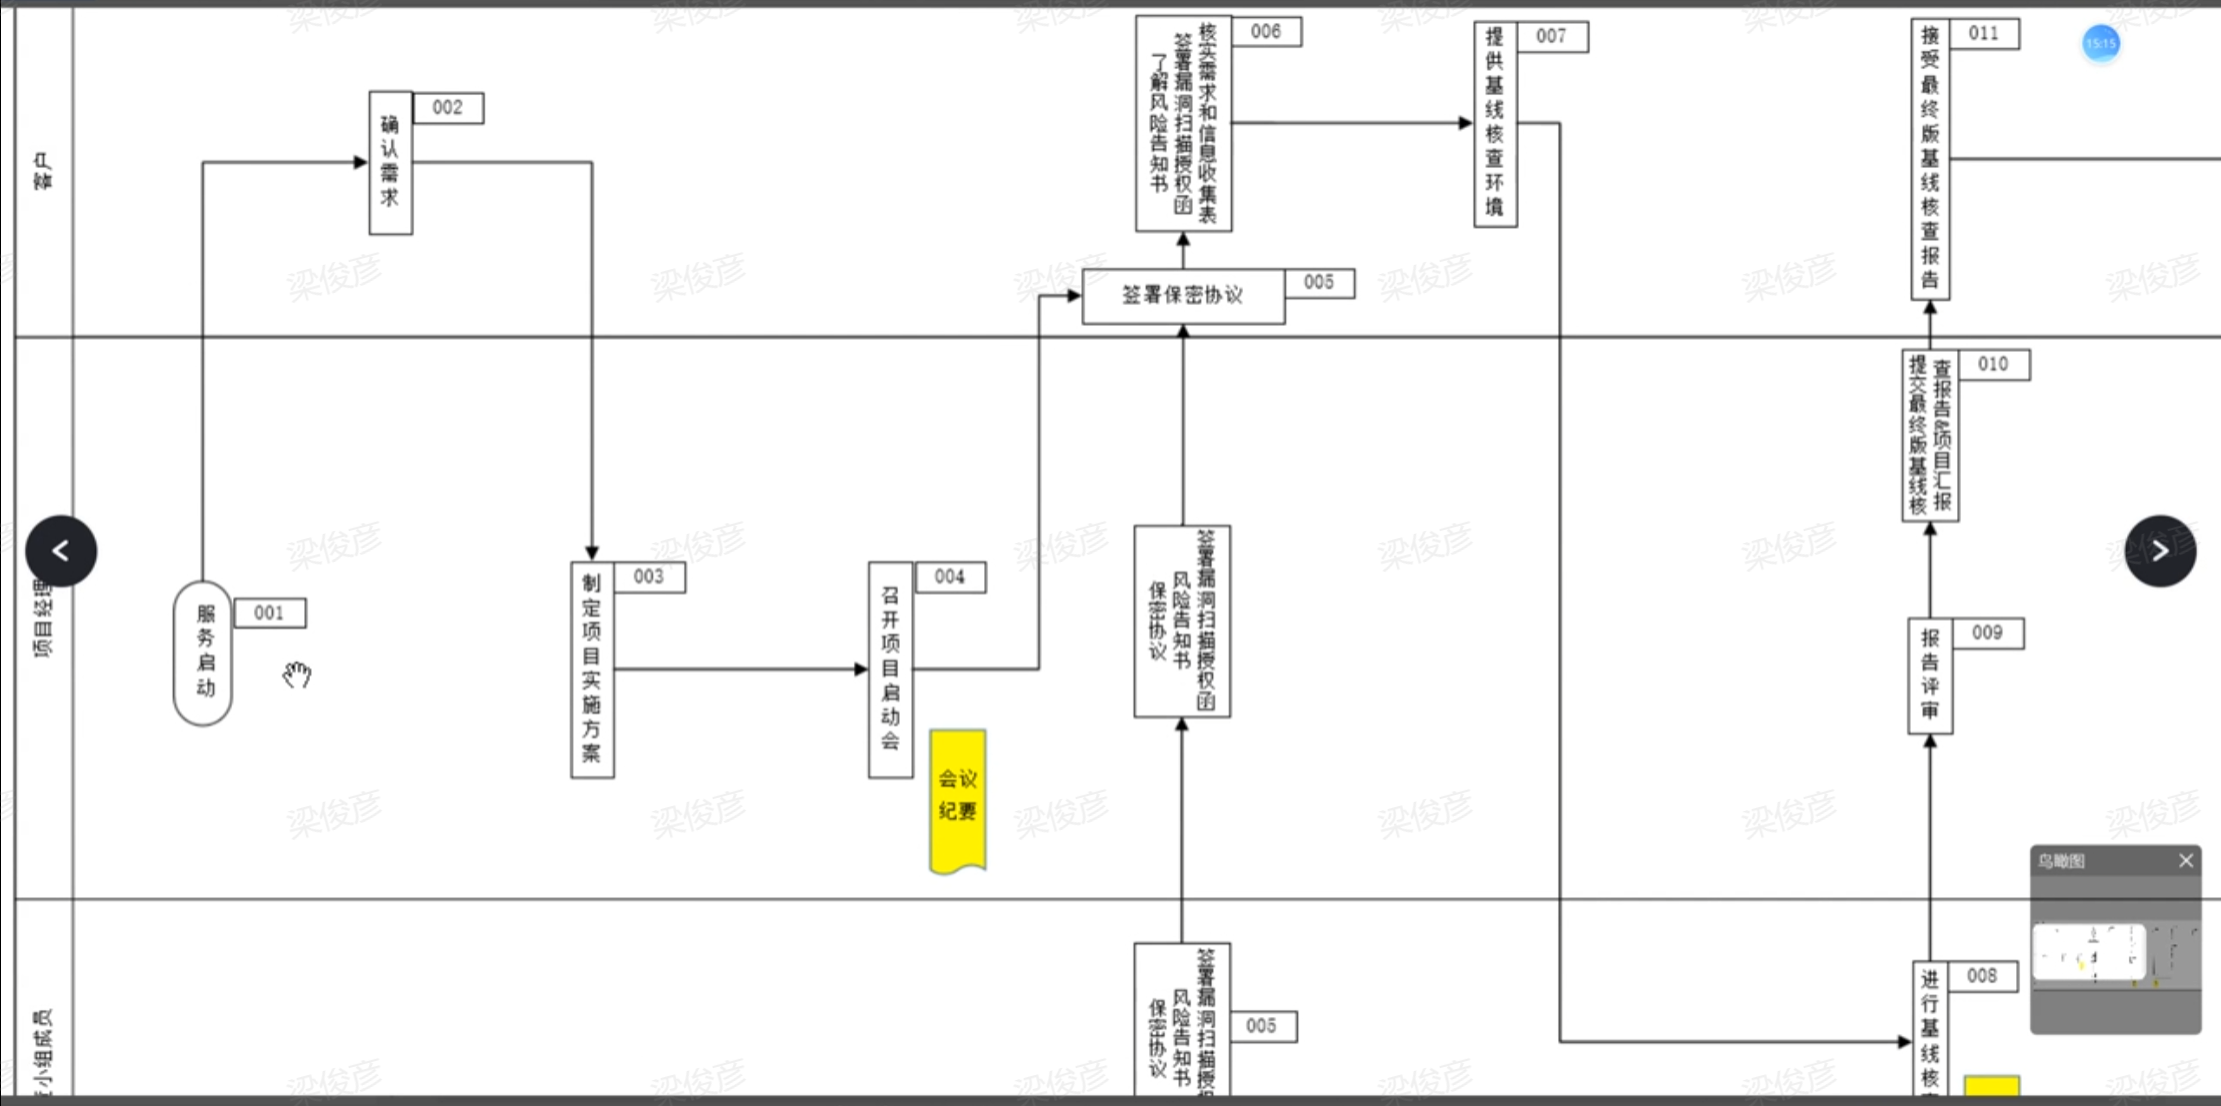 客户
项目经理
小组成员
服务启动
001
确认需求
002
制定项目实施方案
003
召开项目启动会
004
会议
纪要
签署保密协议
005
核实需求和信息收集表
签署漏洞扫描授权函
了解风险告知书
006
提供基线核查环境
007
签署漏洞扫描授权函
风险告知书
保密协议
签署漏洞扫描授
风险告知书
保密协议
005
进行基线核
008
报告评审
009
提交最终版基线核
查报告
项目汇报
010
接受最终版基线核查报告
011
15:15
鸟瞰图
梁俊彦